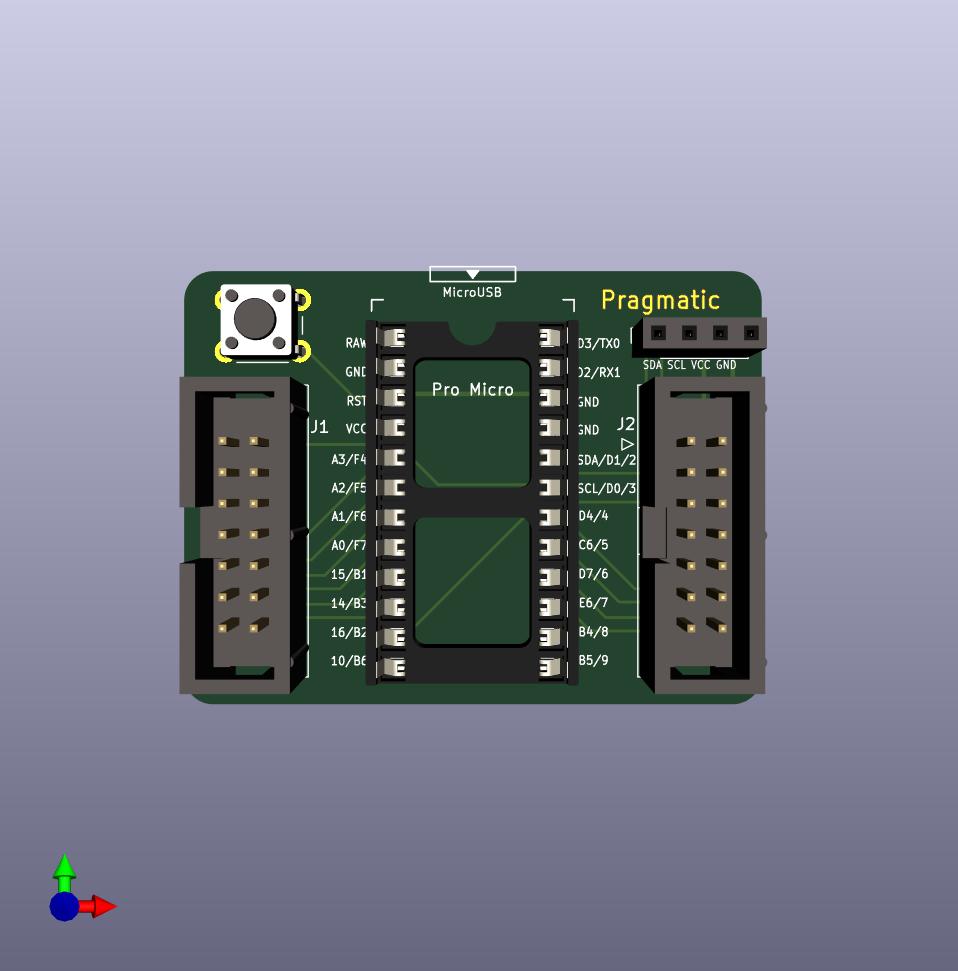 MicroUSB
Pragmatic
SDA SCL VCC GND
Pro Micro
J1
J2
RAW
GND
RST
VCC
A3/F4
A2/F5
A1/F6
A0/F7
15/B1
14/B3
16/B2
10/B6
D3/TX0
D2/RX1
GND
GND
SDA/D1/2
SCL/D0/3
D4/4
C6/5
D7/6
E6/7
B4/8
B5/9